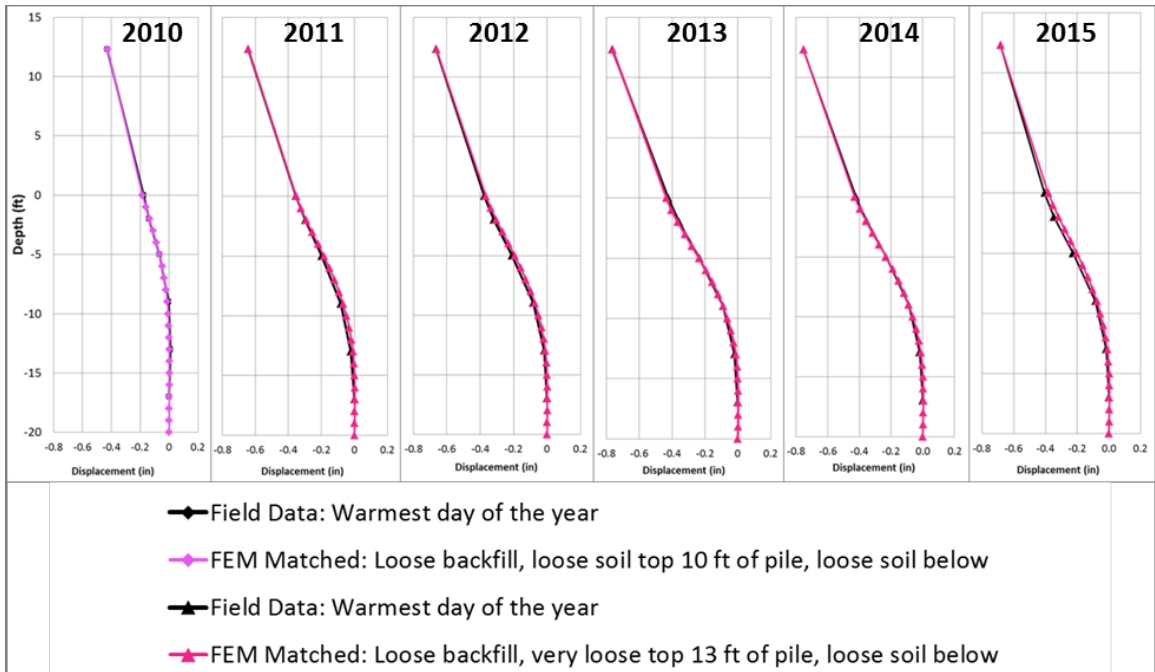 2010 2011 2012 2013 2014 2015
15
10
5
0
-5
-10
-15
-20
Depth (ft)
-0.8 -0.6 -0.4 -0.2 0 0.2
-0.8 -0.6 -0.4 -0.2 0 0.2
-0.8 -0.6 -0.4 -0.2 0 0.2
-0.8 -0.6 -0.4 -0.2 0 0.2
-0.8 -0.6 -0.4 -0.2 0 0.2
-0.8 -0.6 -0.4 -0.2 0 0.2
Displacement (in) Displacement (in) Displacement (in) Displacement (in) Displacement (in) Displacement (in)
Field Data: Warmest day of the year
FEM Matched: Loose backfill, loose soil top 10 ft of pile, loose soil below
Field Data: Warmest day of the year
FEM Matched: Loose backfill, very loose top 13 ft of pile, loose soil below